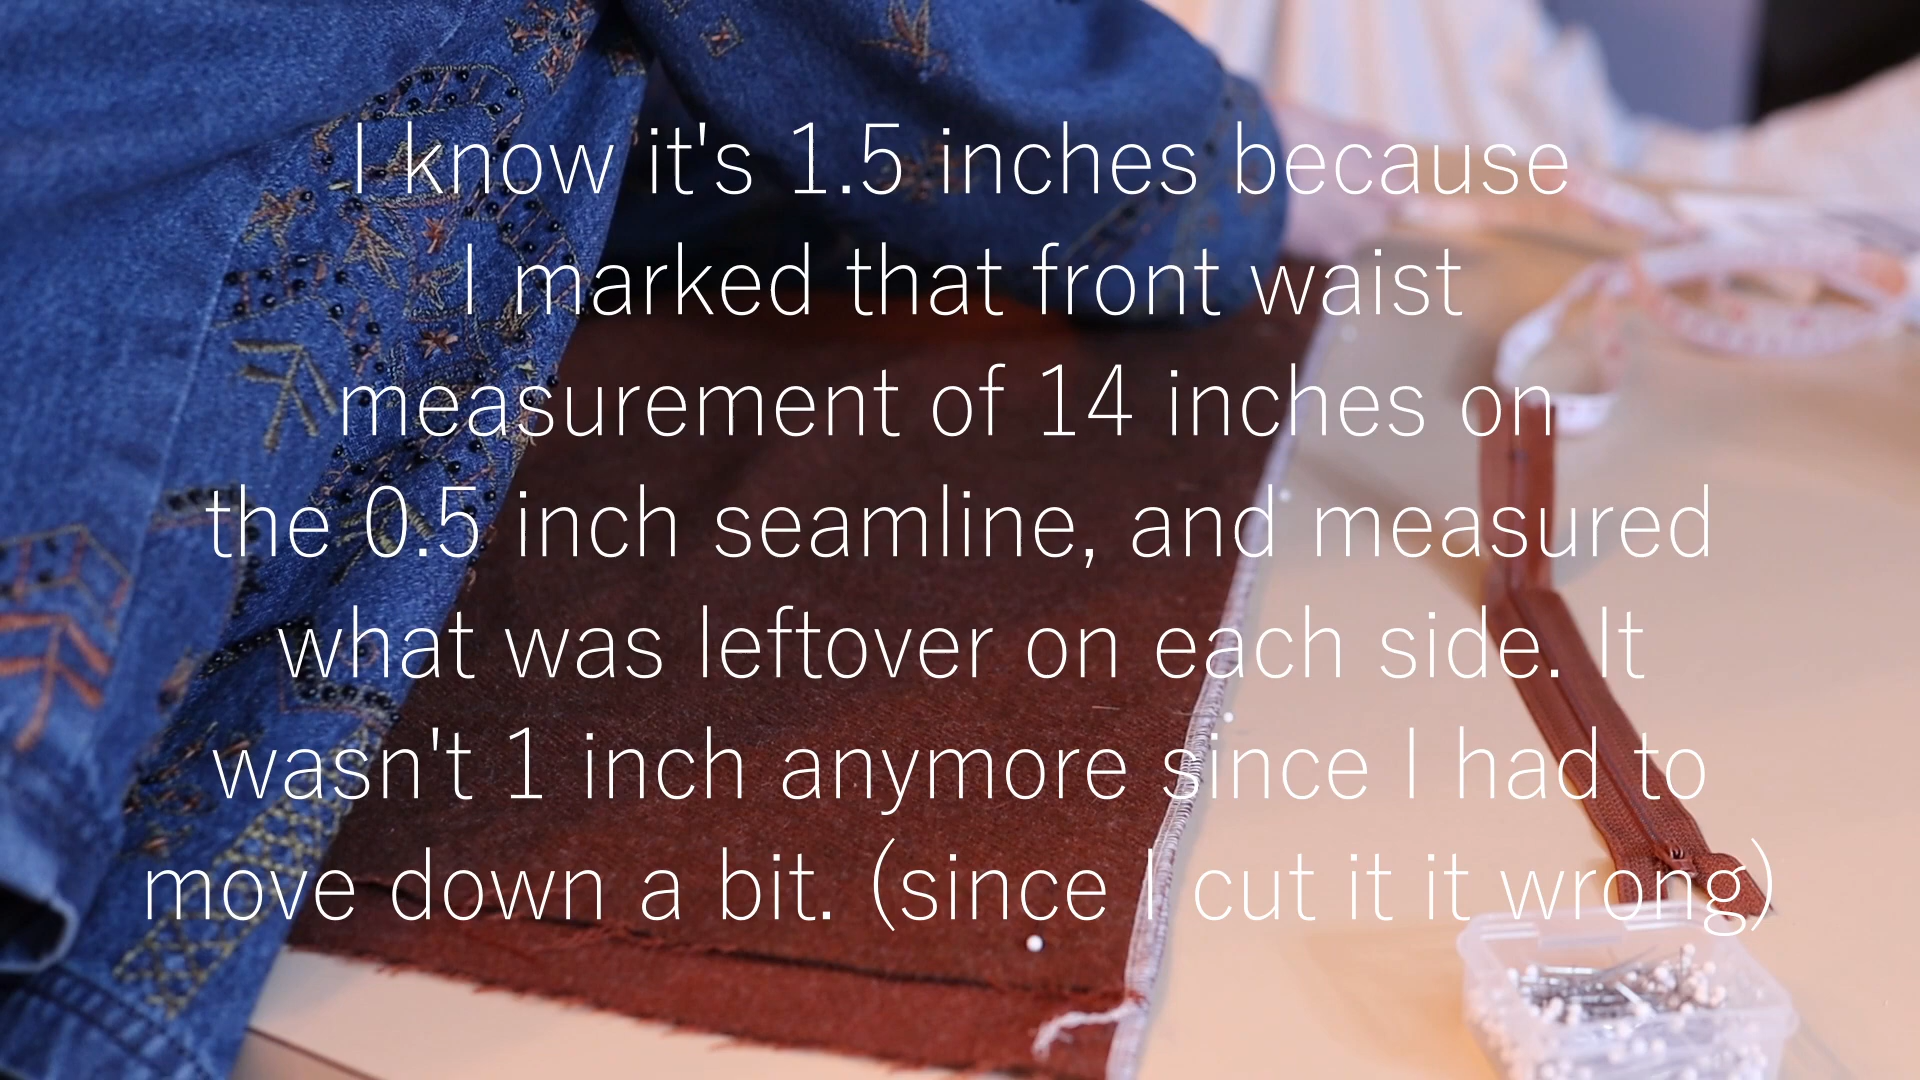 I know it's 1.5 inches because
I marked that front waist
measurement of 14 inches on
the 0.5 inch seamline, and measured
what was leftover on each side. It
wasn't 1 inch anymore since I had to
move down a bit. (since I cut it it wrong)